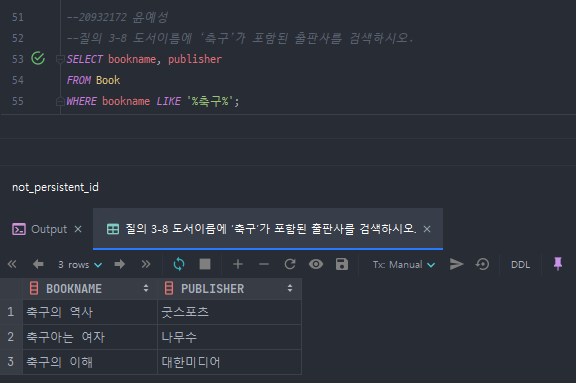 51 --20932172 윤예성
52 --질의 3-8 도서이름에 ‘축구’가 포함된 출판사를 검색하시오.
53 SELECT bookname, publisher
54 FROM Book
55 WHERE bookname LIKE '%축구%';
not_persistent_id
Output × 질의 3-8 도서이름에 ‘축구’가 포함된 출판사를 검색하시오. ×
3 rows Tx: Manual DDL
BOOKNAME PUBLISHER
1 축구의 역사 굿스포츠
2 축구아는 여자 나무수
3 축구의 이해 대한미디어